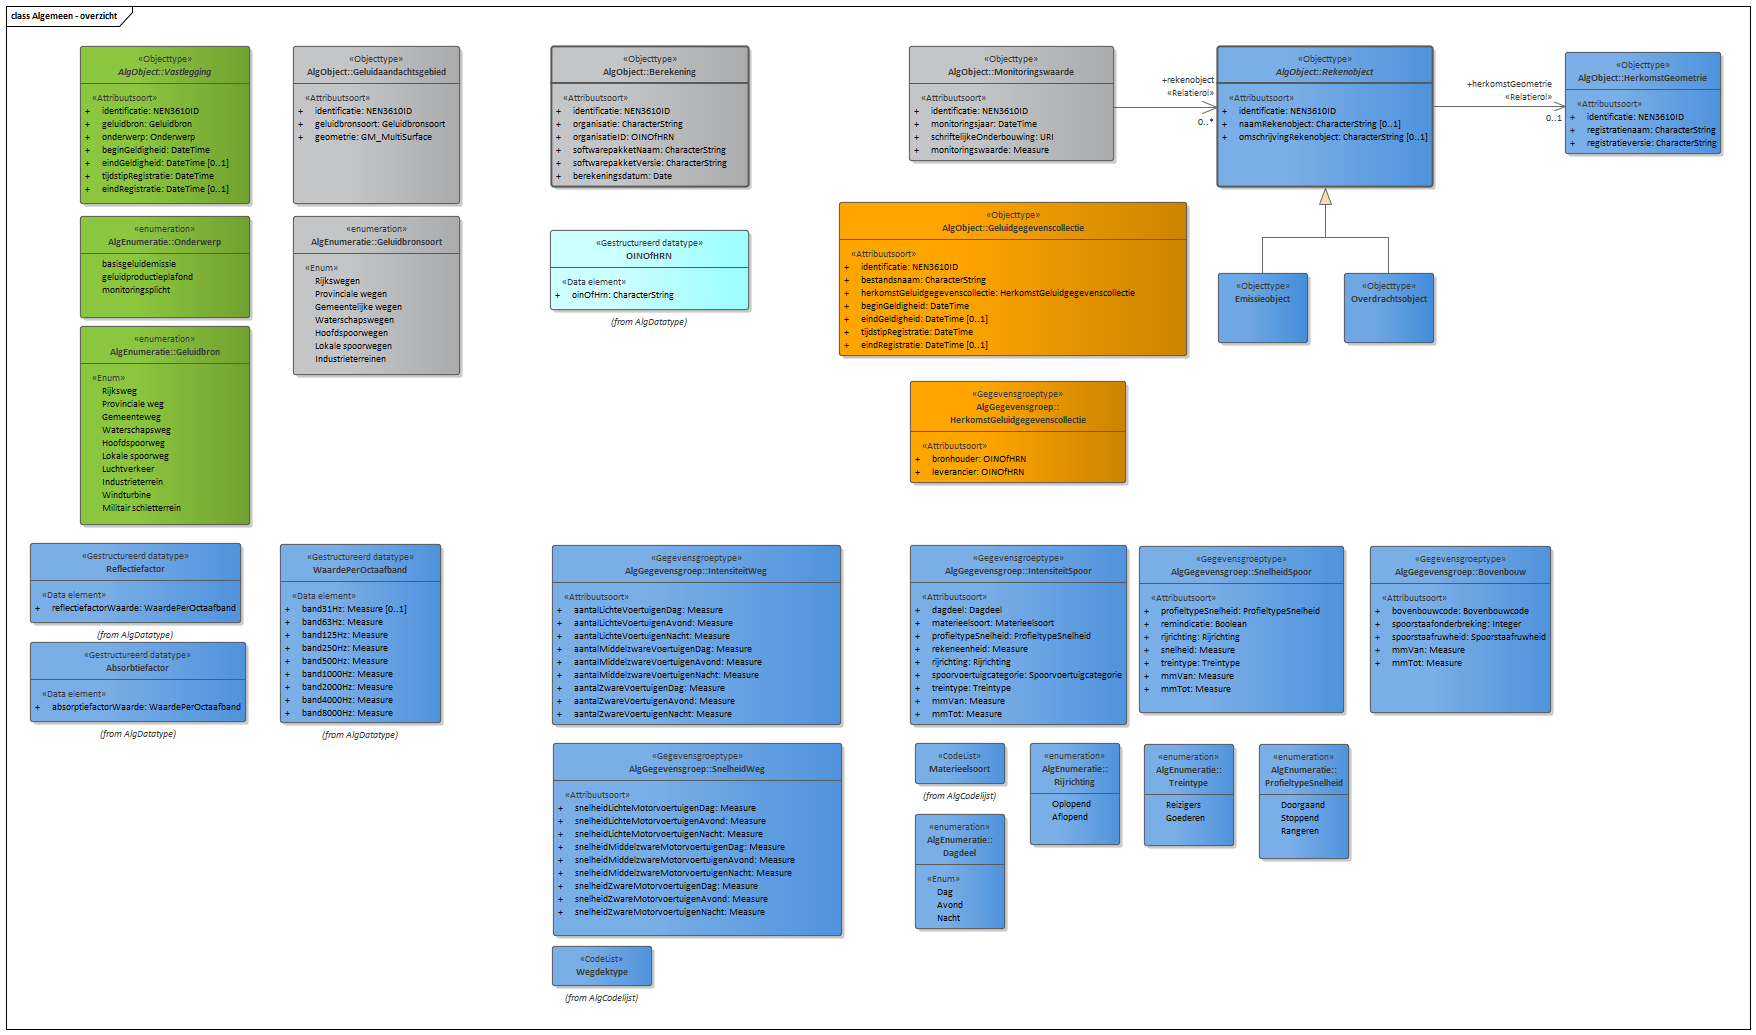 class Algemeen - overzicht
«Objecttype»
AlgObject::Vastlegging
«Attribuutsoort»
+ identificatie: NEN3610ID
+ geluidbron: Geluidbron
+ onderwerp: Onderwerp
+ beginGeldigheid: DateTime
+ eindGeldigheid: DateTime [0..1]
+ tijdstipRegistratie: DateTime
+ eindRegistratie: DateTime [0..1]
«Objecttype»
AlgObject::Geluidaandachtsgebied
«Attribuutsoort»
+ identificatie: NEN3610ID
+ geluidbronsoort: Geluidbronsoort
+ geometrie: GM_MultiSurface
«Objecttype»
AlgObject::Berekening
«Attribuutsoort»
+ identificatie: NEN3610ID
+ organisatie: CharacterString
+ organisatieID: OINOfHRN
+ softwarepakketNaam: CharacterString
+ softwarepakketVersie: CharacterString
+ berekeningsdatum: Date
«Objecttype»
AlgObject::Monitoringswaarde
«Attribuutsoort»
+ identificatie: NEN3610ID
+ monitoringsjaar: DateTime
+ schriftelijkeOnderbouwing: URI
+ monitoringswaarde: Measure
+rekenobject
«Relatierol»
0..*
«Objecttype»
AlgObject::Rekenobject
«Attribuutsoort»
+ identificatie: NEN3610ID
+ naamRekenobject: CharacterString [0..1]
+ omschrijvingRekenobject: CharacterString [0..1]
+herkomstGeometrie
«Relatierol»
0..1
«Objecttype»
AlgObject::HerkomstGeometrie
«Attribuutsoort»
+ identificatie: NEN3610ID
+ registratienaam: CharacterString
+ registratieversie: CharacterString
«enumeration»
AlgEnumeratie::Onderwerp
basisgeluidemissie
geluidproductieplafond
monitoringsplicht
«enumeration»
AlgEnumeratie::Geluidbronsoort
«Enum»
Rijkswegen
Provinciale wegen
Gemeentelijke wegen
Waterschapswegen
Hoofdspoorwegen
Lokale spoorwegen
Industrieterreinen
«Gestructureerd datatype»
OINOfHRN
«Data element»
+ oinOfHrn: CharacterString
(from AlgDatatype)
«Objecttype»
AlgObject::Geluidgegevenscollectie
«Attribuutsoort»
+ identificatie: NEN3610ID
+ bestandsnaam: CharacterString
+ herkomstGeluidgegevenscollectie: HerkomstGeluidgegevenscollectie
+ beginGeldigheid: DateTime
+ eindGeldigheid: DateTime [0..1]
+ tijdstipRegistratie: DateTime
+ eindRegistratie: DateTime [0..1]
«Objecttype»
Emissieobject
«Objecttype»
Overdrachtsobject
«enumeration»
AlgEnumeratie::Geluidbron
«Enum»
Rijksweg
Provinciale weg
Gemeenteweg
Waterschapsweg
Hoofdspoorweg
Lokale spoorweg
Luchtverkeer
Industrieterrein
Windturbine
Militair schietterrein
«Gegevensgroeptype»
AlgGegevensgroep::
HerkomstGeluidgegevenscollectie
«Attribuutsoort»
+ bronhouder: OINOfHRN
+ leverancier: OINOfHRN
«Gestructureerd datatype»
Reflectiefactor
«Data element»
+ reflectiefactorWaarde: WaardePerOctaafband
(from AlgDatatype)
«Gestructureerd datatype»
Absorbtiefactor
«Data element»
+ absorptiefactorWaarde: WaardePerOctaafband
(from AlgDatatype)
«Gestructureerd datatype»
WaardePerOctaafband
«Data element»
+ band31Hz: Measure [0..1]
+ band63Hz: Measure
+ band125Hz: Measure
+ band250Hz: Measure
+ band500Hz: Measure
+ band1000Hz: Measure
+ band2000Hz: Measure
+ band4000Hz: Measure
+ band8000Hz: Measure
(from AlgDatatype)
«Gegevensgroeptype»
AlgGegevensgroep::IntensiteitWeg
«Attribuutsoort»
+ aantalLichteVoertuigenDag: Measure
+ aantalLichteVoertuigenAvond: Measure
+ aantalLichteVoertuigenNacht: Measure
+ aantalMiddelzwareVoertuigenDag: Measure
+ aantalMiddelzwareVoertuigenAvond: Measure
+ aantalMiddelzwareVoertuigenNacht: Measure
+ aantalZwareVoertuigenDag: Measure
+ aantalZwareVoertuigenAvond: Measure
+ aantalZwareVoertuigenNacht: Measure
«Gegevensgroeptype»
AlgGegevensgroep::IntensiteitSpoor
«Attribuutsoort»
+ dagdeel: Dagdeel
+ materieelsoort: Materieelsoort
+ profieltypeSnelheid: ProfieltypeSnelheid
+ rekeneenheid: Measure
+ rijrichting: Rijrichting
+ spoorvoertuigcategorie: Spoorvoertuigcategorie
+ treintype: Treintype
+ mmVan: Measure
+ mmTot: Measure
«Gegevensgroeptype»
AlgGegevensgroep::SnelheidSpoor
«Attribuutsoort»
+ profieltypeSnelheid: ProfieltypeSnelheid
+ remindicatie: Boolean
+ rijrichting: Rijrichting
+ snelheid: Measure
+ treintype: Treintype
+ mmVan: Measure
+ mmTot: Measure
«Gegevensgroeptype»
AlgGegevensgroep::Bovenbouw
«Attribuutsoort»
+ bovenbouwcode: Bovenbouwcode
+ spoorstaafonderbreking: Integer
+ spoorstaafruwheid: Spoorstaafruwheid
+ mmVan: Measure
+ mmTot: Measure
«Gegevensgroeptype»
AlgGegevensgroep::SnelheidWeg
«Attribuutsoort»
+ snelheidLichteMotorvoertuigenDag: Measure
+ snelheidLichteMotorvoertuigenAvond: Measure
+ snelheidLichteMotorvoertuigenNacht: Measure
+ snelheidMiddelzwareMotorvoertuigenDag: Measure
+ snelheidMiddelzwareMotorvoertuigenAvond: Measure
+ snelheidMiddelzwareMotorvoertuigenNacht: Measure
+ snelheidZwareMotorvoertuigenDag: Measure
+ snelheidZwareMotorvoertuigenAvond: Measure
+ snelheidZwareMotorvoertuigenNacht: Measure
«CodeList»
Materieelsoort
(from AlgCodelijst)
«enumeration»
AlgEnumeratie::
Rijrichting
Oplopend
Aflopend
«enumeration»
AlgEnumeratie::
Treintype
Reizigers
Goederen
«enumeration»
AlgEnumeratie::
ProfieltypeSnelheid
Doorgaand
Stoppend
Rangeren
«enumeration»
AlgEnumeratie::
Dagdeel
«Enum»
Dag
Avond
Nacht
«CodeList»
Wegdektype
(from AlgCodelijst)